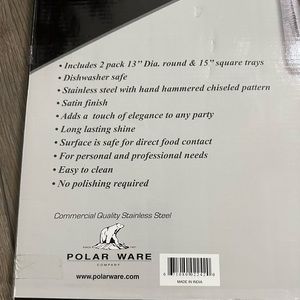 • Includes 2 pack 13" Dia. round & 15" square trays
• Dishwasher safe
• Stainless steel with hand hammered chiseled pattern
• Satin finish
• Adds a touch of elegance to any party
• Long lasting shine
• Surface is safe for direct food contact
• For personal and professional needs
• Easy to clean
• No polishing required
Commercial Quality Stainless Steel
POLAR WARE
COMPANY
www.polarware.com
MADE IN INDIA